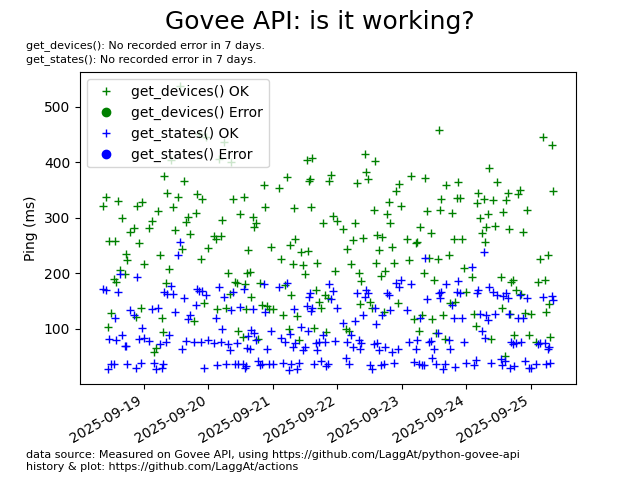 Govee API: is it working?
get_devices(): No recorded error in 7 days.
get_states(): No recorded error in 7 days.
get_devices() OK
get_devices() Error
get_states() OK
get_states() Error
Ping (ms)
500
400
300
200
100
2025-09-19
2025-09-20
2025-09-21
2025-09-22
2025-09-23
2025-09-24
2025-09-25
data source: Measured on Govee API, using https://github.com/LaggAt/python-govee-api
history & plot: https://github.com/LaggAt/actions